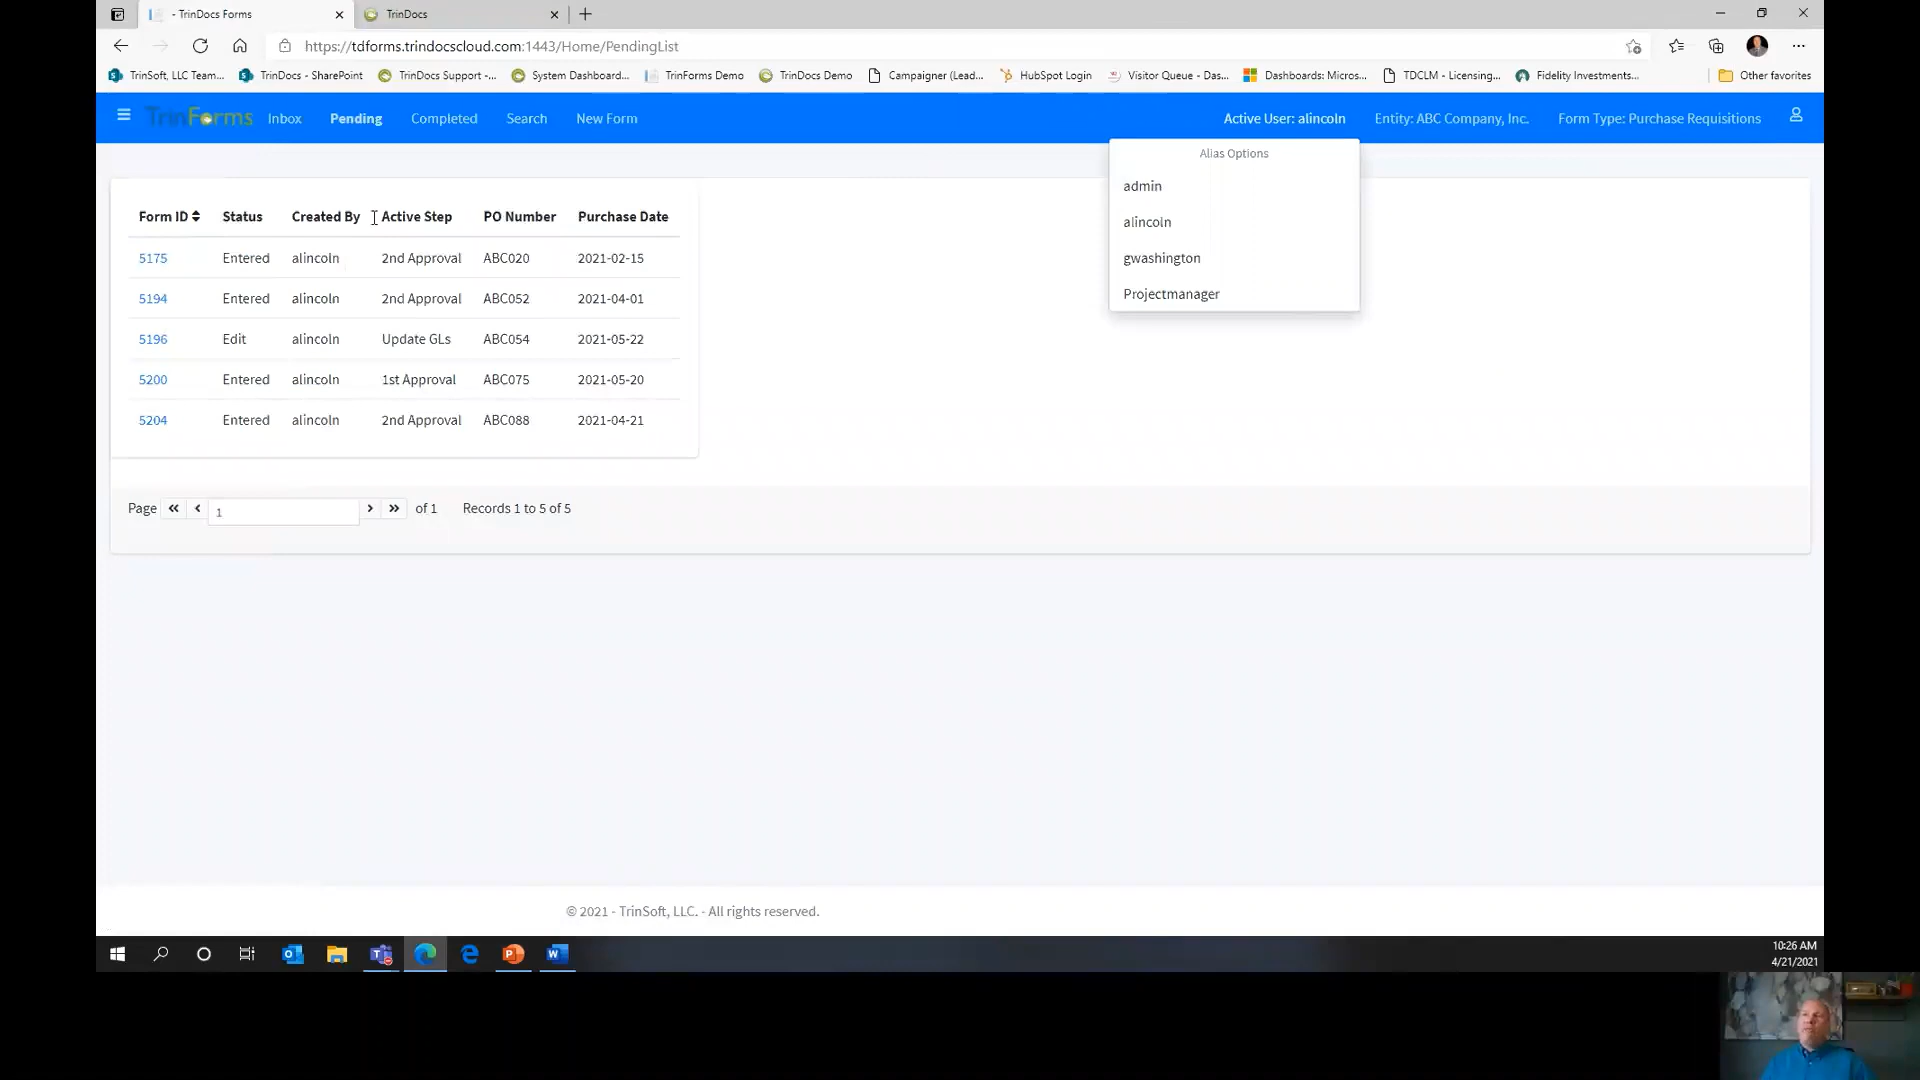 - TrinDocs Forms
TrinDocs
https://tdforms.trindocscloud.com:1443/Home/PendingList
TrinSoft, LLC Team... TrinDocs - SharePoint TrinDocs Support -... System Dashboard... TrinForms Demo TrinDocs Demo Campaigner (Lead... HubSpot Login Visitor Queue - Das... Dashboards: Micros... TDCLM - Licensing,... Fidelity Investments... Other favorites
TrinForms Inbox Pending Completed Search New Form Active User: alincoln Entity: ABC Company, Inc. Form Type: Purchase Requisitions
Alias Options
admin
alincoln
gwashington
Projectmanager
Form ID Status Created By Active Step PO Number Purchase Date
5175 Entered alincoln 2nd Approval ABC020 2021-02-15
5194 Entered alincoln 2nd Approval ABC052 2021-04-01
5196 Edit alincoln Update GLs ABC054 2021-05-22
5200 Entered alincoln 1st Approval ABC075 2021-05-20
5204 Entered alincoln 2nd Approval ABC088 2021-04-21
Page « ‹ 1 › » of 1 Records 1 to 5 of 5
© 2021 - TrinSoft, LLC. - All rights reserved.
10:26 AM
4/21/2021